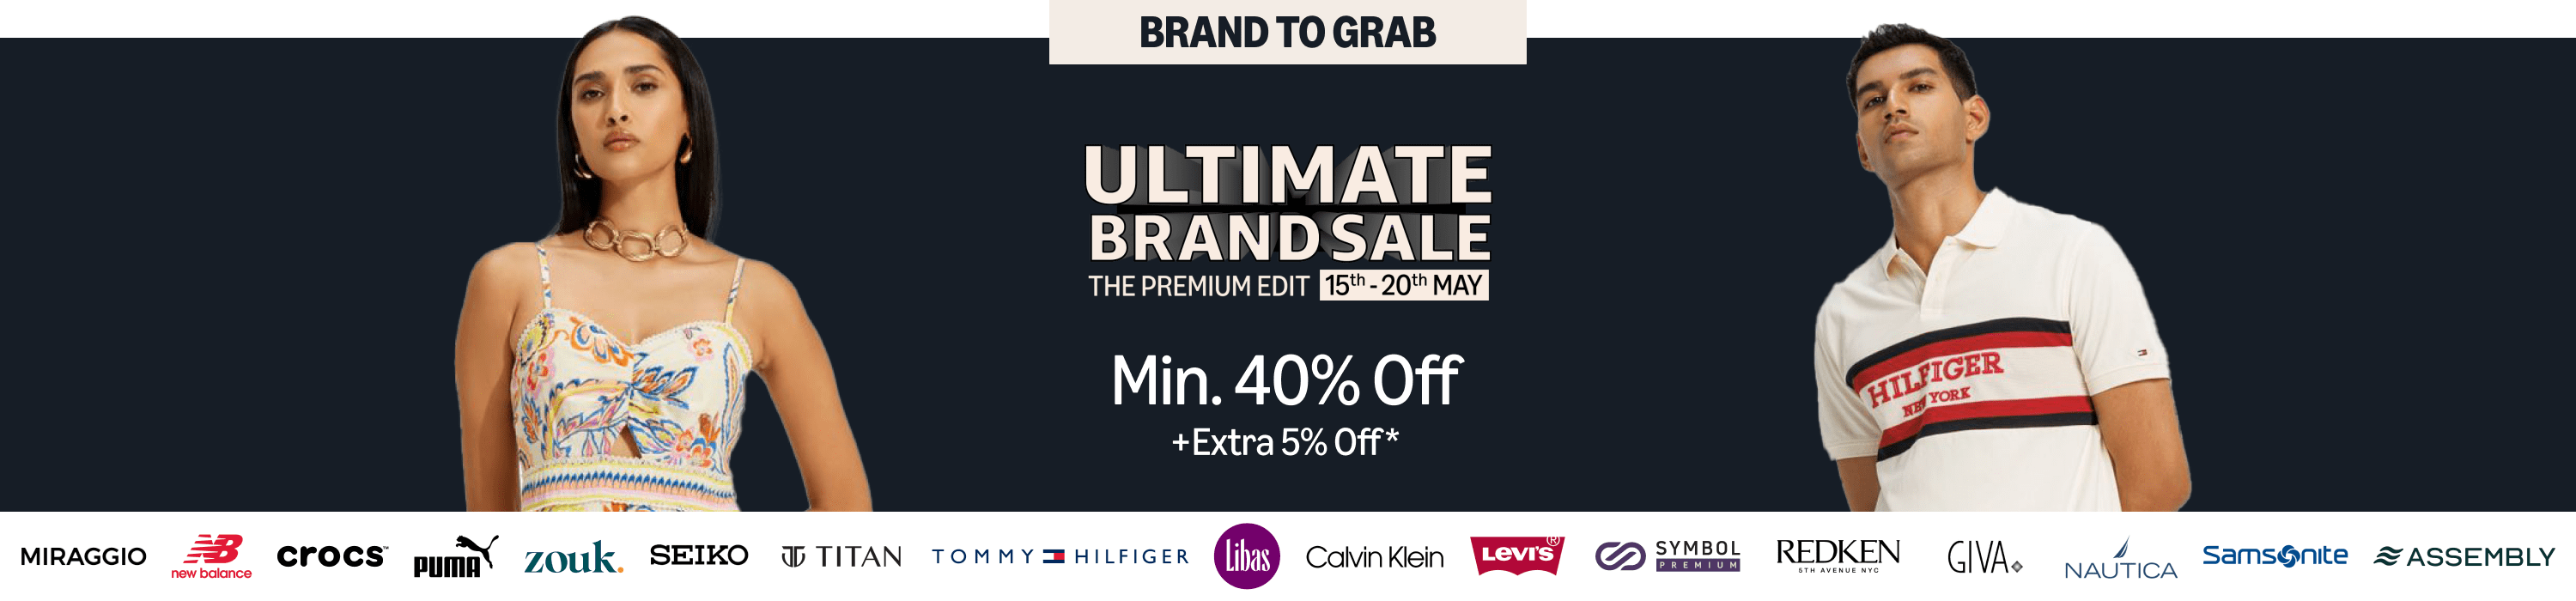 BRAND TO GRAB
ULTIMATE
BRAND SALE
THE PREMIUM EDIT 15th - 20th MAY
Min. 40% Off
+Extra 5% Off*
HILFIGER
NEW YORK
MIRAGGIO
NB
new balance
crocs™
PUMA
zouk.
SEIKO
TITAN
TOMMY HILFIGER
Libas
Calvin Klein
LEVI'S®
SYMBOL
PREMIUM
REDKEN
5TH AVENUE NYC
GIVA
NAUTICA
Samsonite
ASSEMBLY